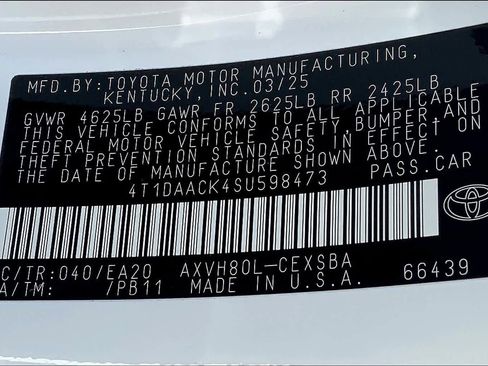 MFD.BY:TOYOTA MOTOR MANUFACTURING,
KENTUCKY, INC.03/25
GVWR 4625LB GAWR FR 2625LB RR 2425LB
THIS VEHICLE CONFORMS TO ALL APPLICABLE
FEDERAL MOTOR VEHICLE SAFETY,BUMPER,AND
THEFT PREVENTION STANDARDS IN EFFECT ON
THE DATE OF MANUFACTURE SHOWN ABOVE.
4T1DAACK4SU598473 PASS.CAR
C/TR:040/EA20 AXVH80L-CEXSBA
A/TM: /PB11 MADE IN U.S.A. 66439